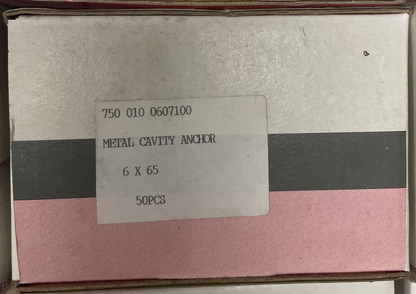 750 010 0607100
METAL CAVITY ANCHOR
6 X 65
50PCS